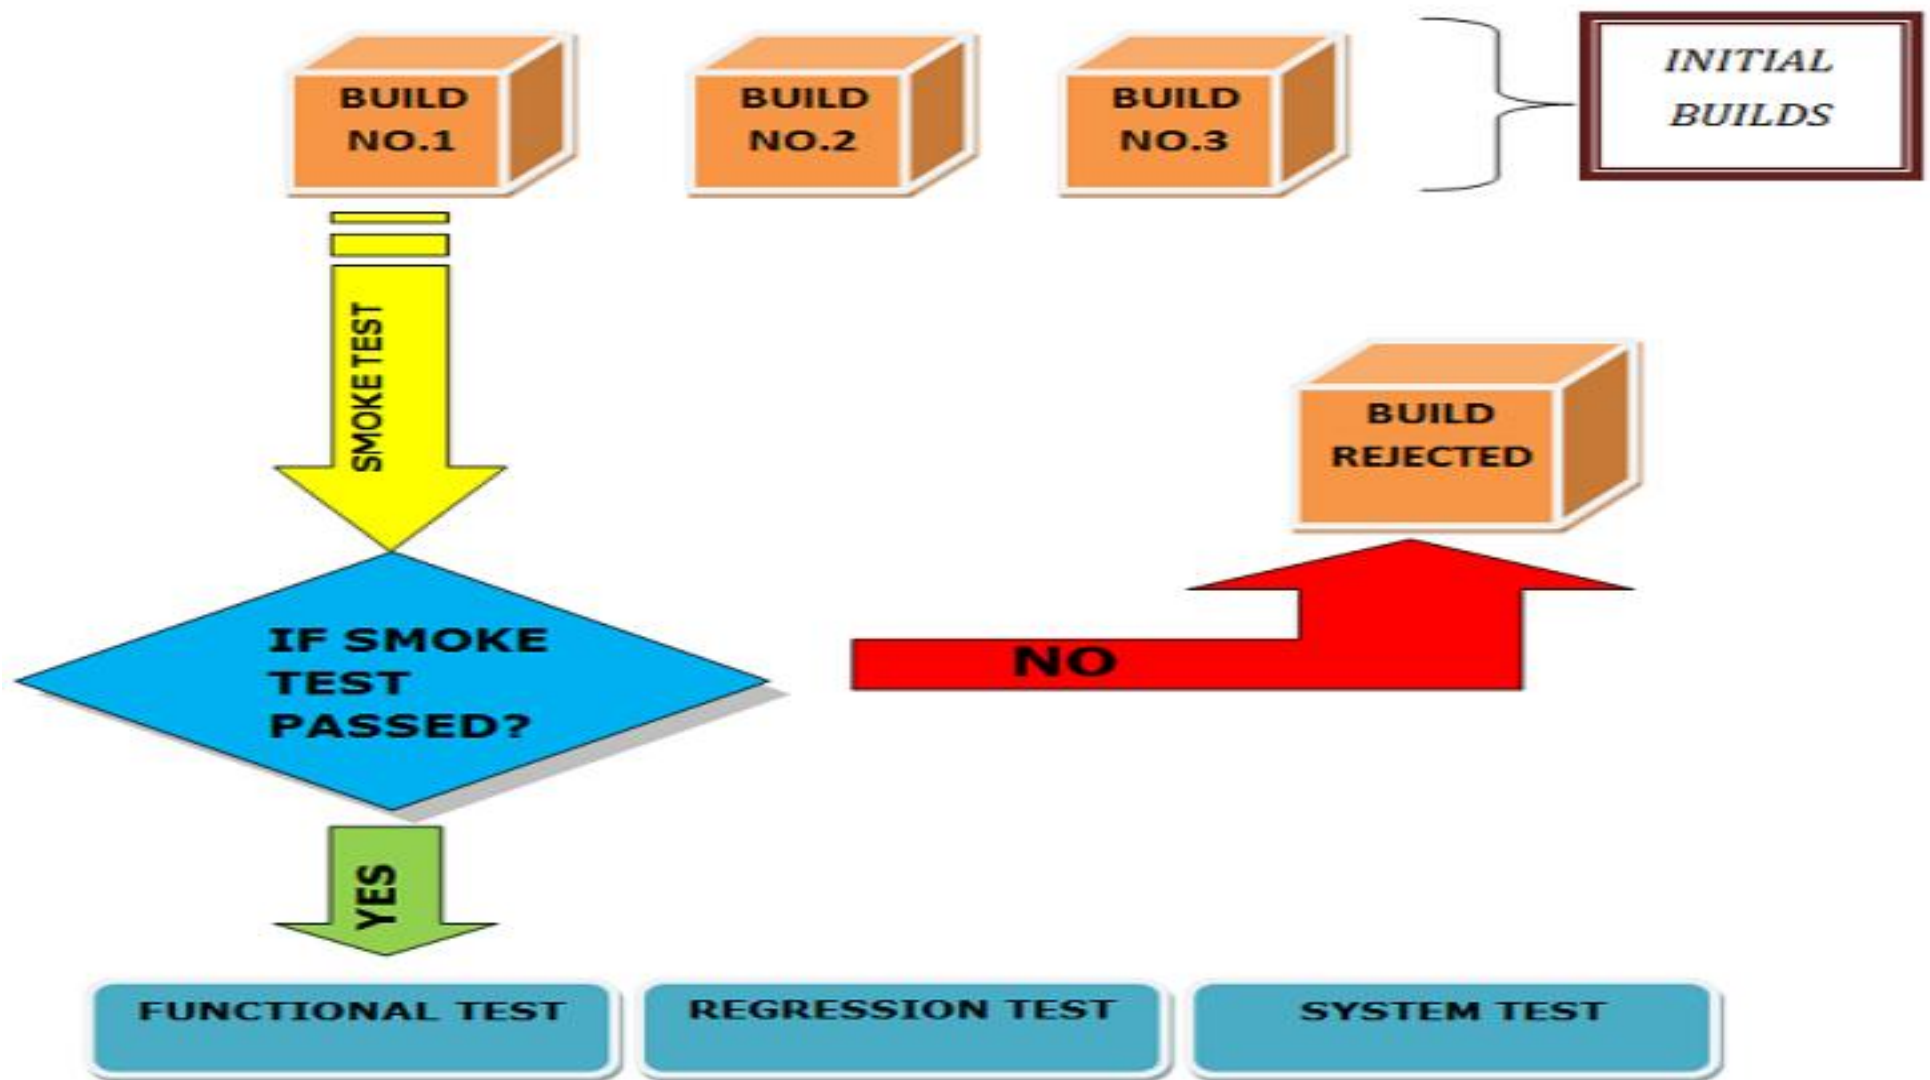 BUILD
NO.1
BUILD
NO.2
BUILD
NO.3
INITIAL
BUILDS
SMOKE TEST
BUILD
REJECTED
IF SMOKE
TEST
PASSED?
NO
YES
FUNCTIONAL TEST
REGRESSION TEST
SYSTEM TEST